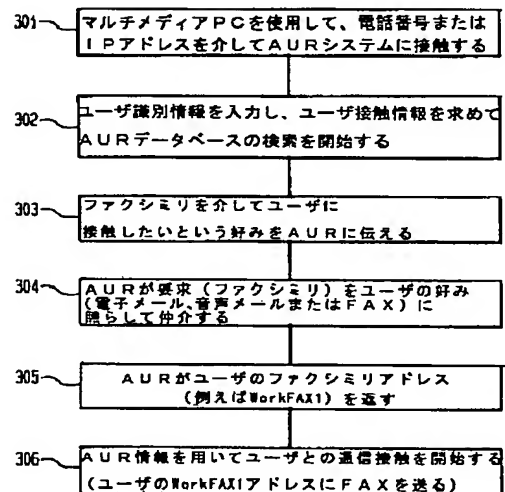 301
マルチメディアPCを使用して、電話番号または
IPアドレスを介してAURシステムに接触する
302
ユーザ識別情報を入力し、ユーザ接触情報を求めて
AURデータベースの検索を開始する
303
ファクシミリを介してユーザに
接触したいという好みをAURに伝える
304
AURが要求（ファクシミリ）をユーザの好み
（電子メール、音声メールまたはFAX）に
照らして仲介する
305
AURがユーザのファクシミリアドレス
（例えばWorkFAX1）を返す
306
AUR情報を用いてユーザとの通信接触を開始する
（ユーザのWorkFAX1アドレスにFAXを送る）